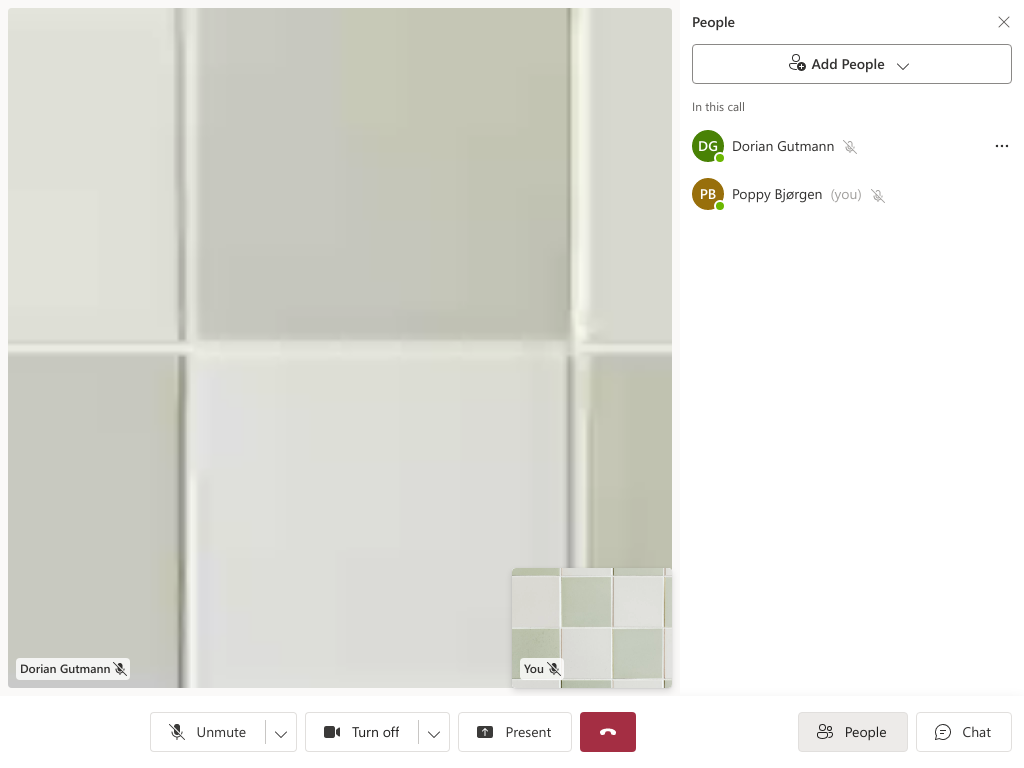 People
Add People
In this call
DG Dorian Gutmann
PB Poppy Bjørgen (you)
Dorian Gutmann
You
Unmute
Turn off
Present
People
Chat